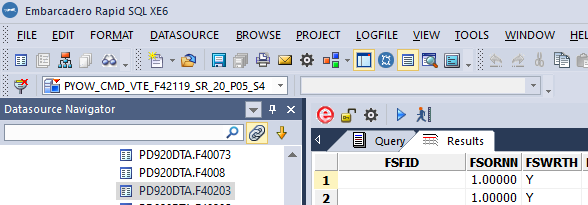 Embarcadero Rapid SQL XE6
FILE EDIT FORMAT DATASOURCE BROWSE PROJECT LOGFILE VIEW TOOLS WINDOW HEL
PYOW_CMD_VTE_F42119_SR_20_P05_S4
Datasource Navigator
PD920DTA.F40073
PD920DTA.F4008
PD920DTA.F40203
Query Results
FSFID FSORNN FSWRTH
1 1.00000 Y
2 1.00000 Y